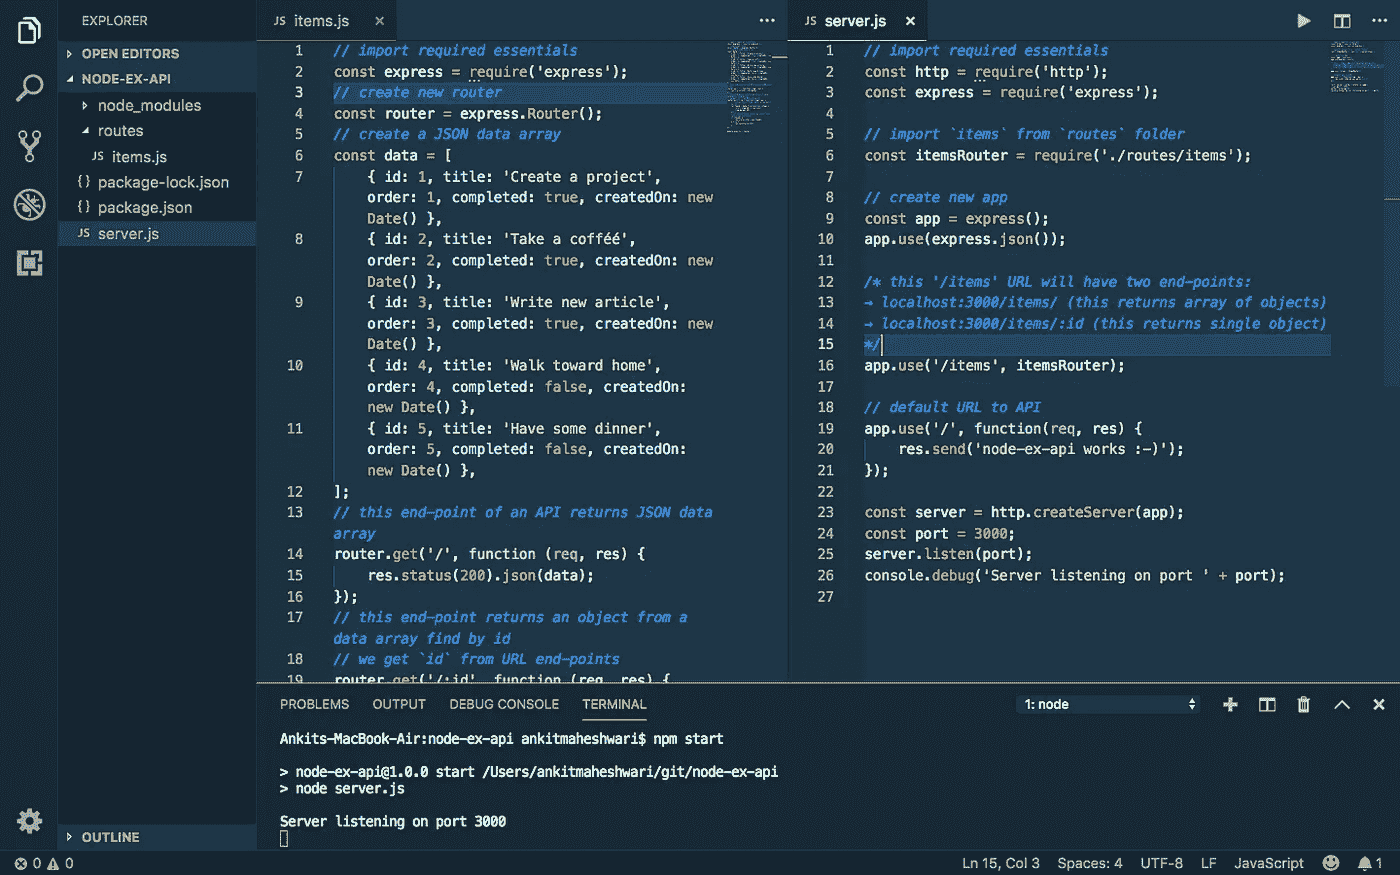 EXPLORER
OPEN EDITORS
NODE-EX-API
node_modules
routes
JS items.js
{} package-lock.json
{} package.json
JS server.js
OUTLINE
JS items.js ×
1 // import required essentials
2 const express = require('express');
3 // create new router
4 const router = express.Router();
5 // create a JSON data array
6 const data = [
7 { id: 1, title: 'Create a project',
order: 1, completed: true, createdOn: new
Date() },
8 { id: 2, title: 'Take a cofféé',
order: 2, completed: true, createdOn: new
Date() },
9 { id: 3, title: 'Write new article',
order: 3, completed: true, createdOn: new
Date() },
10 { id: 4, title: 'Walk toward home',
order: 4, completed: false, createdOn:
new Date() },
11 { id: 5, title: 'Have some dinner',
order: 5, completed: false, createdOn:
new Date() },
12 ];
13 // this end-point of an API returns JSON data
array
14 router.get('/', function (req, res) {
15 res.status(200).json(data);
16 });
17 // this end-point returns an object from a
data array find by id
18 // we get `id` from URL end-points
19 router.get('/:id', function (req, res) {
JS server.js ×
1 // import required essentials
2 const http = require('http');
3 const express = require('express');
4
5 // import `items` from `routes` folder
6 const itemsRouter = require('./routes/items');
7
8 // create new app
9 const app = express();
10 app.use(express.json());
11
12 /* this '/items' URL will have two end-points:
13 → localhost:3000/items/ (this returns array of objects)
14 → localhost:3000/items/:id (this returns single object)
15 */
16 app.use('/items', itemsRouter);
17
18 // default URL to API
19 app.use('/', function(req, res) {
20 res.send('node-ex-api works :-)');
21 });
22
23 const server = http.createServer(app);
24 const port = 3000;
25 server.listen(port);
26 console.debug('Server listening on port ' + port);
27
PROBLEMS OUTPUT DEBUG CONSOLE TERMINAL 1: node
Ankits-MacBook-Air:node-ex-api ankitmaheshwari$ npm start
> node-ex-api@1.0.0 start /Users/ankitmaheshwari/git/node-ex-api
> node server.js
Server listening on port 3000
0 0 Ln 15, Col 3 Spaces: 4 UTF-8 LF JavaScript 1